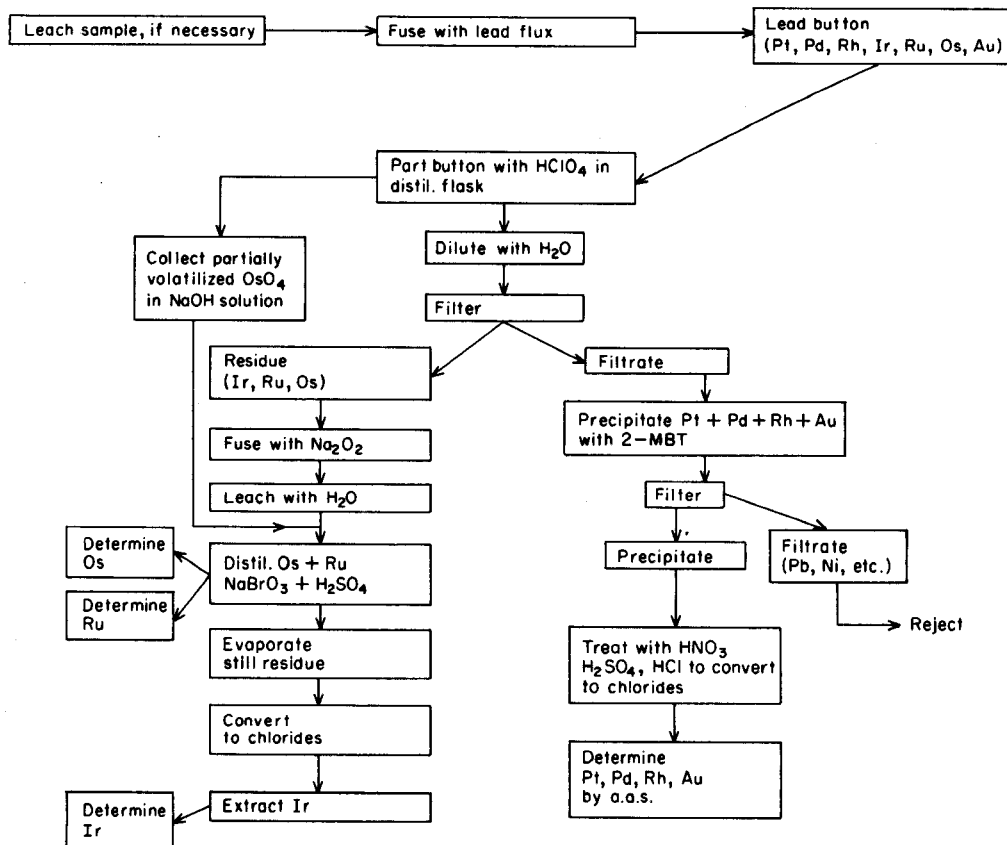 Leach sample, if necessary
Fuse with lead flux
Lead button
(Pt, Pd, Rh, Ir, Ru, Os, Au)
Part button with HClO₄ in
distil. flask
Collect partially
volatilized OsO₄
in NaOH solution
Dilute with H₂O
Filter
Residue
(Ir, Ru, Os)
Filtrate
Fuse with Na₂O₂
Precipitate Pt + Pd + Rh + Au
with 2-MBT
Leach with H₂O
Filter
Determine
Os
Distil. Os + Ru
NaBrO₃ + H₂SO₄
Precipitate
Filtrate
(Pb, Ni, etc.)
Determine
Ru
Reject
Evaporate
still residue
Treat with HNO₃
H₂SO₄, HCl to convert
to chlorides
Convert
to chlorides
Determine
Pt, Pd, Rh, Au
by a.a.s.
Extract Ir
Determine
Ir